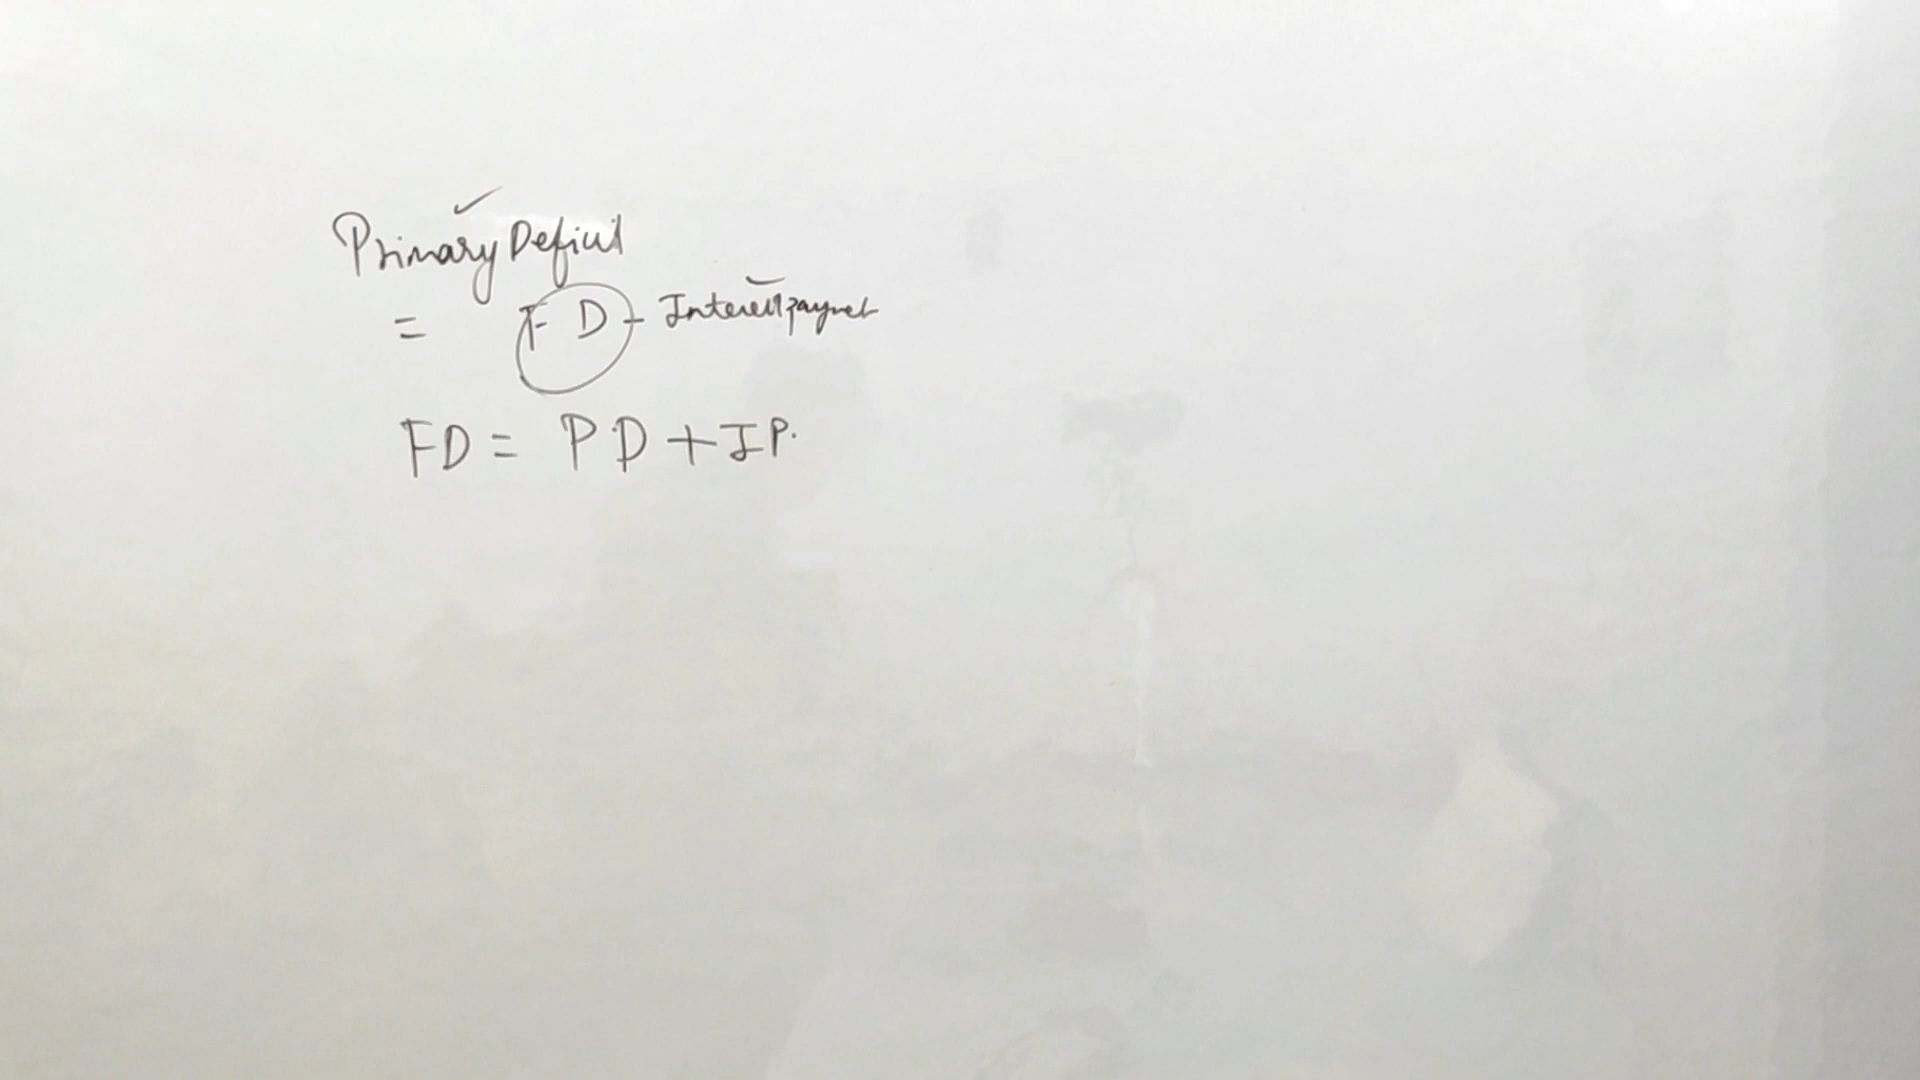 Primary Deficit
= FD - Interest payment
FD = PD + IP.